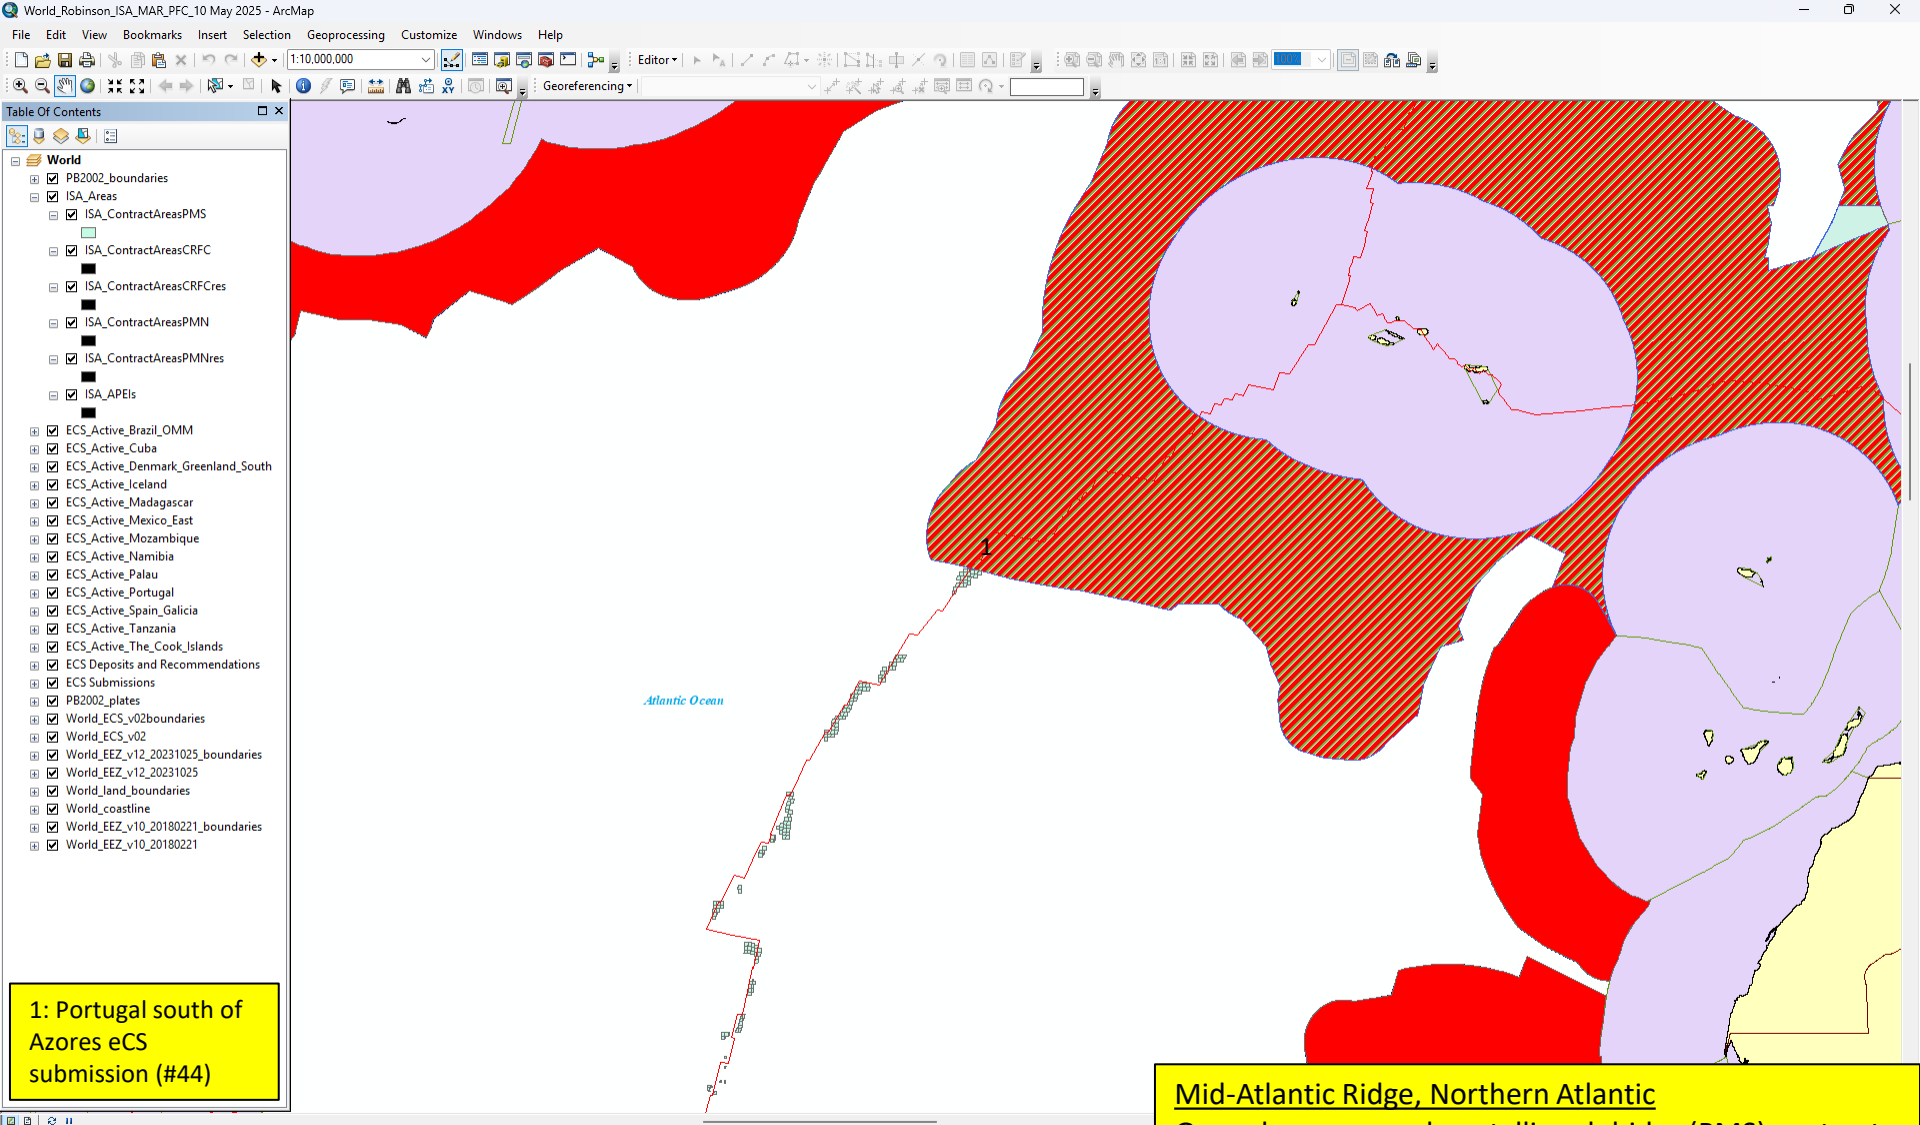 World_Robinson_ISA_MAR_PFC_10 May 2025 - ArcMap
File Edit View Bookmarks Insert Selection Geoprocessing Customize Windows Help
1:10,000,000
Editor
100%
Georeferencing
Table Of Contents
World
PB2002_boundaries
ISA_Areas
ISA_ContractAreasPMS
ISA_ContractAreasCRFC
ISA_ContractAreasCRFCres
ISA_ContractAreasPMN
ISA_ContractAreasPMNres
ISA_APEIs
ECS_Active_Brazil_OMM
ECS_Active_Cuba
ECS_Active_Denmark_Greenland_South
ECS_Active_Iceland
ECS_Active_Madagascar
ECS_Active_Mexico_East
ECS_Active_Mozambique
ECS_Active_Namibia
ECS_Active_Palau
ECS_Active_Portugal
ECS_Active_Spain_Galicia
ECS_Active_Tanzania
ECS_Active_The_Cook_Islands
ECS Deposits and Recommendations
ECS Submissions
PB2002_plates
World_ECS_v02boundaries
World_ECS_v02
World_EEZ_v12_20231025_boundaries
World_EEZ_v12_20231025
World_land_boundaries
World_coastline
World_EEZ_v10_20180221_boundaries
World_EEZ_v10_20180221
1
Atlantic Ocean
1: Portugal south of
Azores eCS
submission (#44)
Mid-Atlantic Ridge, Northern Atlantic